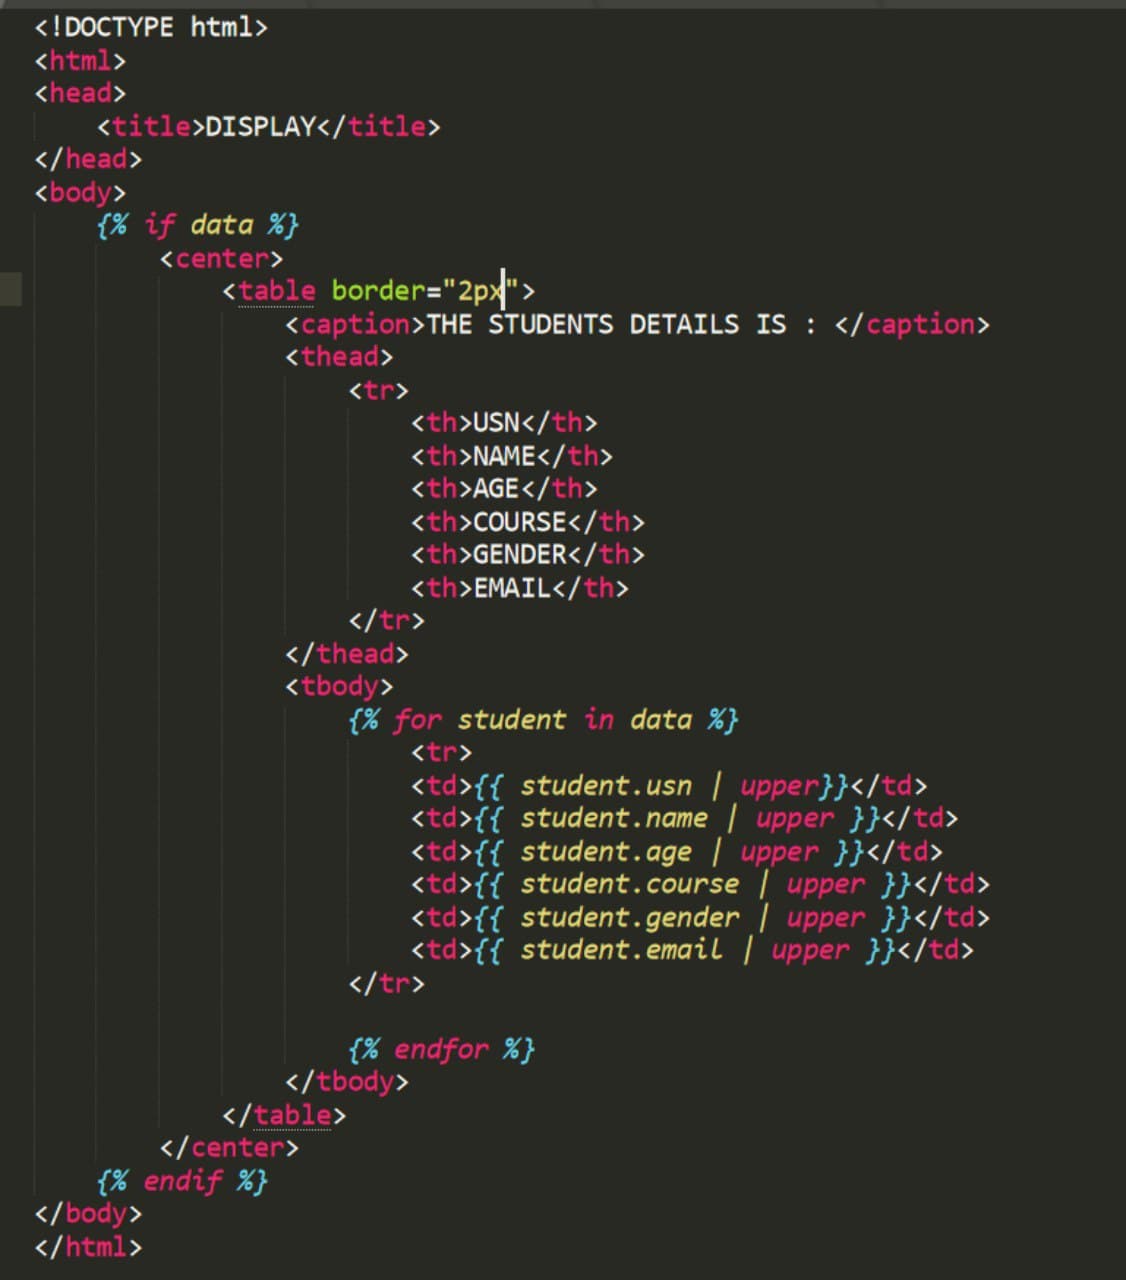 <!DOCTYPE html>
<html>
<head>
    <title>DISPLAY</title>
</head>
<body>
    {% if data %}
        <center>
            <table border="2px">
                <caption>THE STUDENTS DETAILS IS : </caption>
                <thead>
                    <tr>
                        <th>USN</th>
                        <th>NAME</th>
                        <th>AGE</th>
                        <th>COURSE</th>
                        <th>GENDER</th>
                        <th>EMAIL</th>
                    </tr>
                </thead>
                <tbody>
                    {% for student in data %}
                        <tr>
                        <td>{{ student.usn | upper}}</td>
                        <td>{{ student.name | upper }}</td>
                        <td>{{ student.age | upper }}</td>
                        <td>{{ student.course | upper }}</td>
                        <td>{{ student.gender | upper }}</td>
                        <td>{{ student.email | upper }}</td>
                    </tr>

                    {% endfor %}
                </tbody>
            </table>
        </center>
    {% endif %}
</body>
</html>